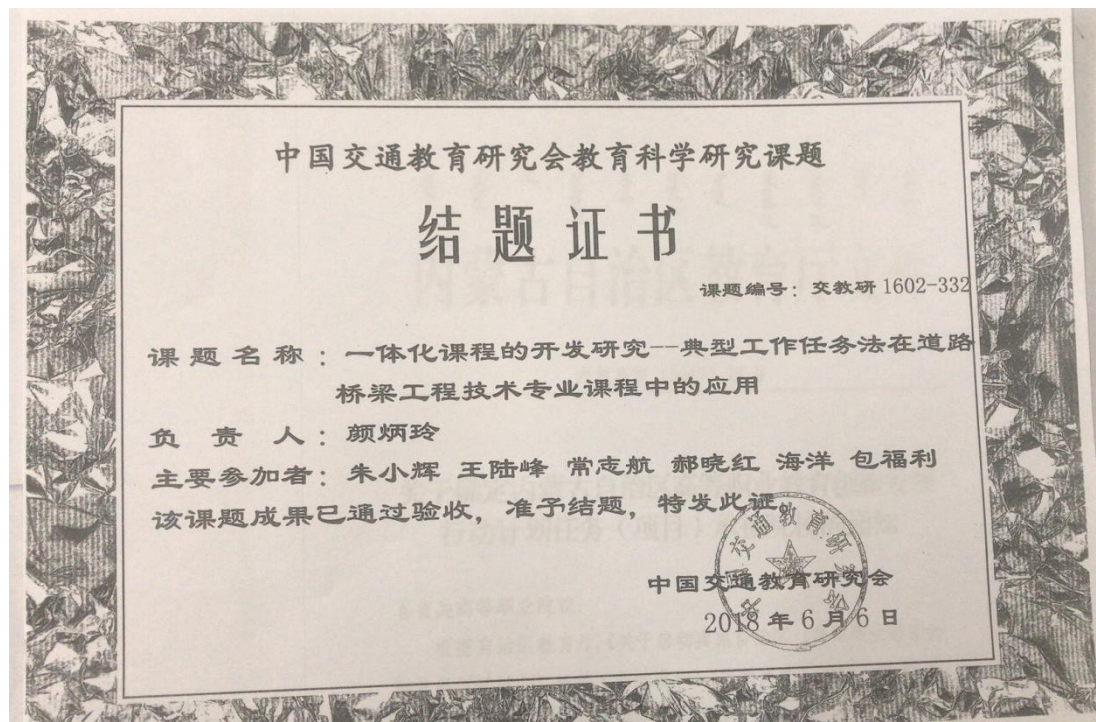 中国交通教育研究会教育科学研究课题
结题证书
课题编号：交教研 1602-332
课题名称：一体化课程的开发研究--典型工作任务法在道路
桥梁工程技术专业课程中的应用
负责人：颜炳玲
主要参加者：朱小辉 王陆峰 常志航 郝晓红 海洋 包福利
该课题成果已通过验收，准予结题，特发此证。
中国交通教育研究会
2018年6月6日